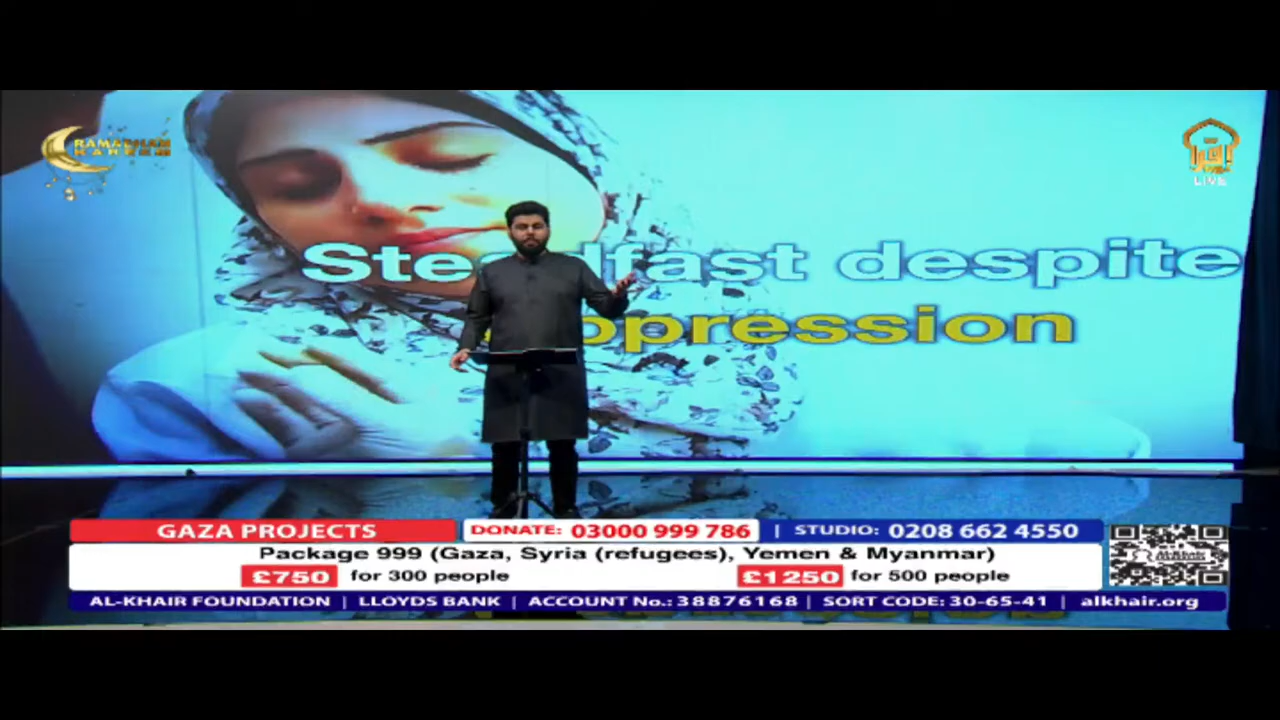 RAMADHAN
KAREEM
LIVE
Steadfast despite
oppression
GAZA PROJECTS
DONATE: 03000 999 786 | STUDIO: 0208 662 4550
Package 999 (Gaza, Syria (refugees), Yemen & Myanmar)
£750 for 300 people
£1250 for 500 people
AL-KHAIR FOUNDATION | LLOYDS BANK | ACCOUNT No.: 38876168 | SORT CODE: 30-65-41 | alkhair.org